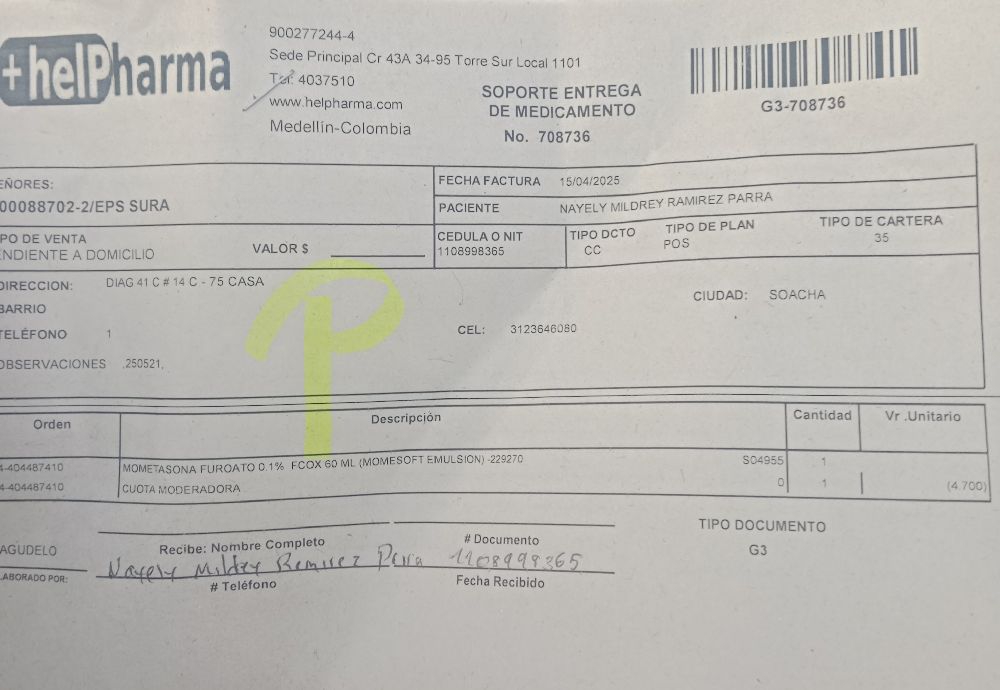 +helPharma
900277244-4
Sede Principal Cr 43A 34-95 Torre Sur Local 1101
Tel: 4037510
www.helpharma.com
Medellín-Colombia
SOPORTE ENTREGA
DE MEDICAMENTO
No. 708736
G3-708736
EÑORES:
00088702-2/EPS SURA
FECHA FACTURA 15/04/2025
PACIENTE NAYELY MILDREY RAMIREZ PARRA
PO DE VENTA
ENDIENTE A DOMICILIO
VALOR $
CEDULA O NIT
1108998365
TIPO DCTO
CC
TIPO DE PLAN
POS
TIPO DE CARTERA
35
DIRECCION: DIAG 41 C # 14 C - 75 CASA
CIUDAD: SOACHA
BARRIO
TELÉFONO 1
CEL: 3123646080
OBSERVACIONES .250521,
P
Orden Descripción Cantidad Vr .Unitario
4-404487410 MOMETASONA FUROATO 0.1% FCOX 60 ML (MOMESOFT EMULSION) -229270 S04955 1
4-404487410 CUOTA MODERADORA 0 1 (4.700)
TIPO DOCUMENTO
G3
AGUDELO
LABORADO POR:
Recibe: Nombre Completo # Documento
Nayely Mildrey Ramirez Parra 1108998365
# Teléfono Fecha Recibido